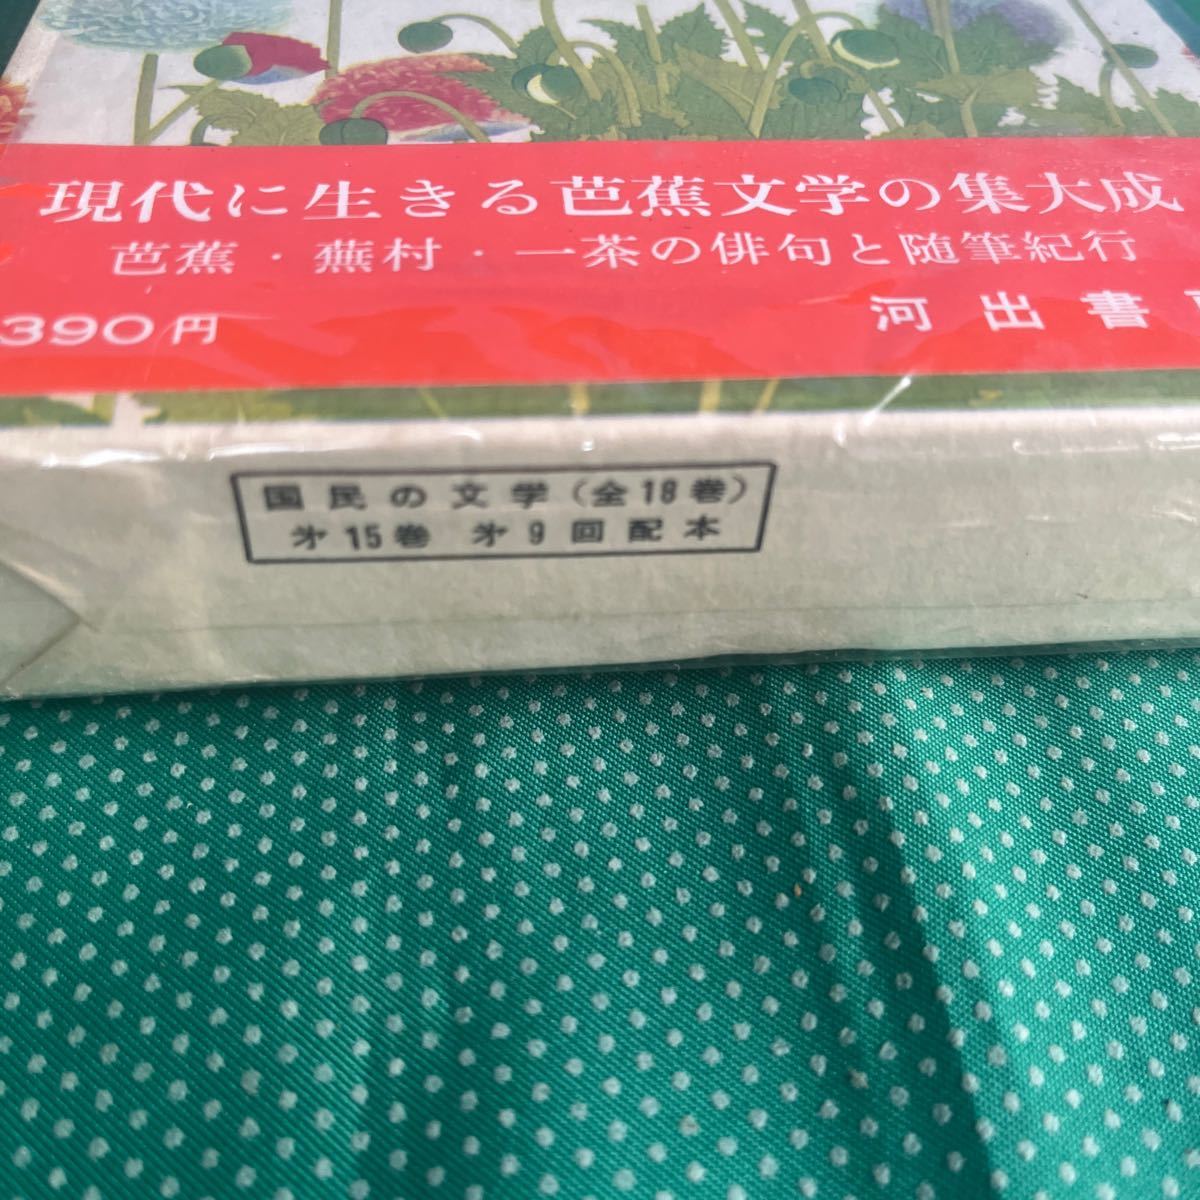 現代に生きる芭蕉文学の集大成
芭蕉・蕪村・一茶の俳句と随筆紀行
390円
河出書
国民の文学（全18巻）
㐧15巻 㐧9回配本